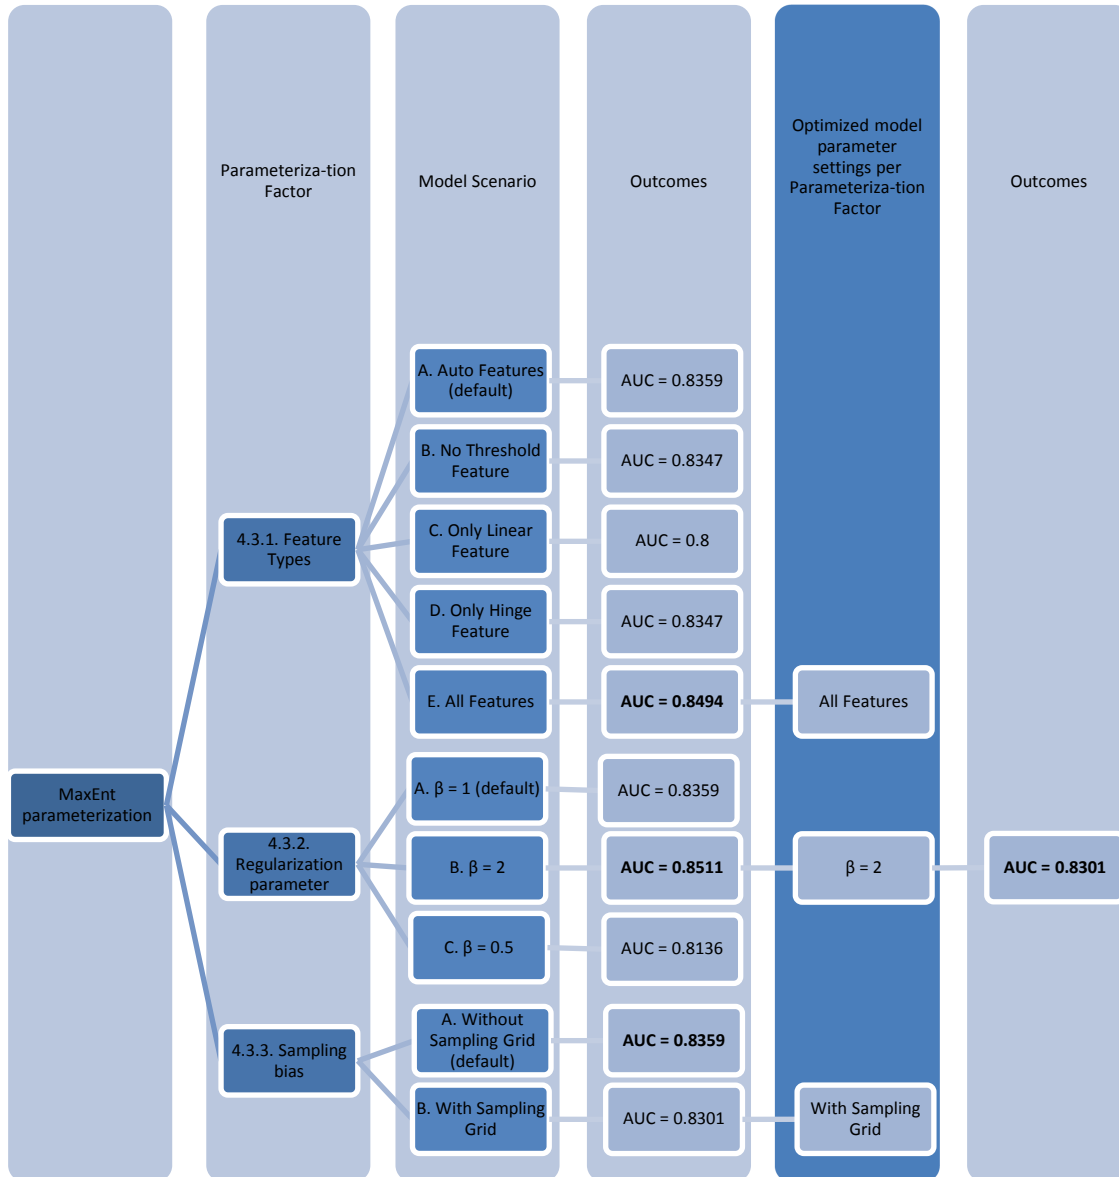 Parameteriza-tion
Factor
Model Scenario
Outcomes
Optimized model
parameter
settings per
Parameteriza-tion
Factor
Outcomes
MaxEnt
parameterization
4.3.1. Feature
Types
A. Auto Features
(default)
AUC = 0.8359
B. No Threshold
Feature
AUC = 0.8347
C. Only Linear
Feature
AUC = 0.8
D. Only Hinge
Feature
AUC = 0.8347
E. All Features
AUC = 0.8494
All Features
4.3.2.
Regularization
parameter
A. β = 1 (default)
AUC = 0.8359
B. β = 2
AUC = 0.8511
β = 2
AUC = 0.8301
C. β = 0.5
AUC = 0.8136
4.3.3. Sampling
bias
A. Without
Sampling Grid
(default)
AUC = 0.8359
B. With Sampling
Grid
AUC = 0.8301
With Sampling
Grid